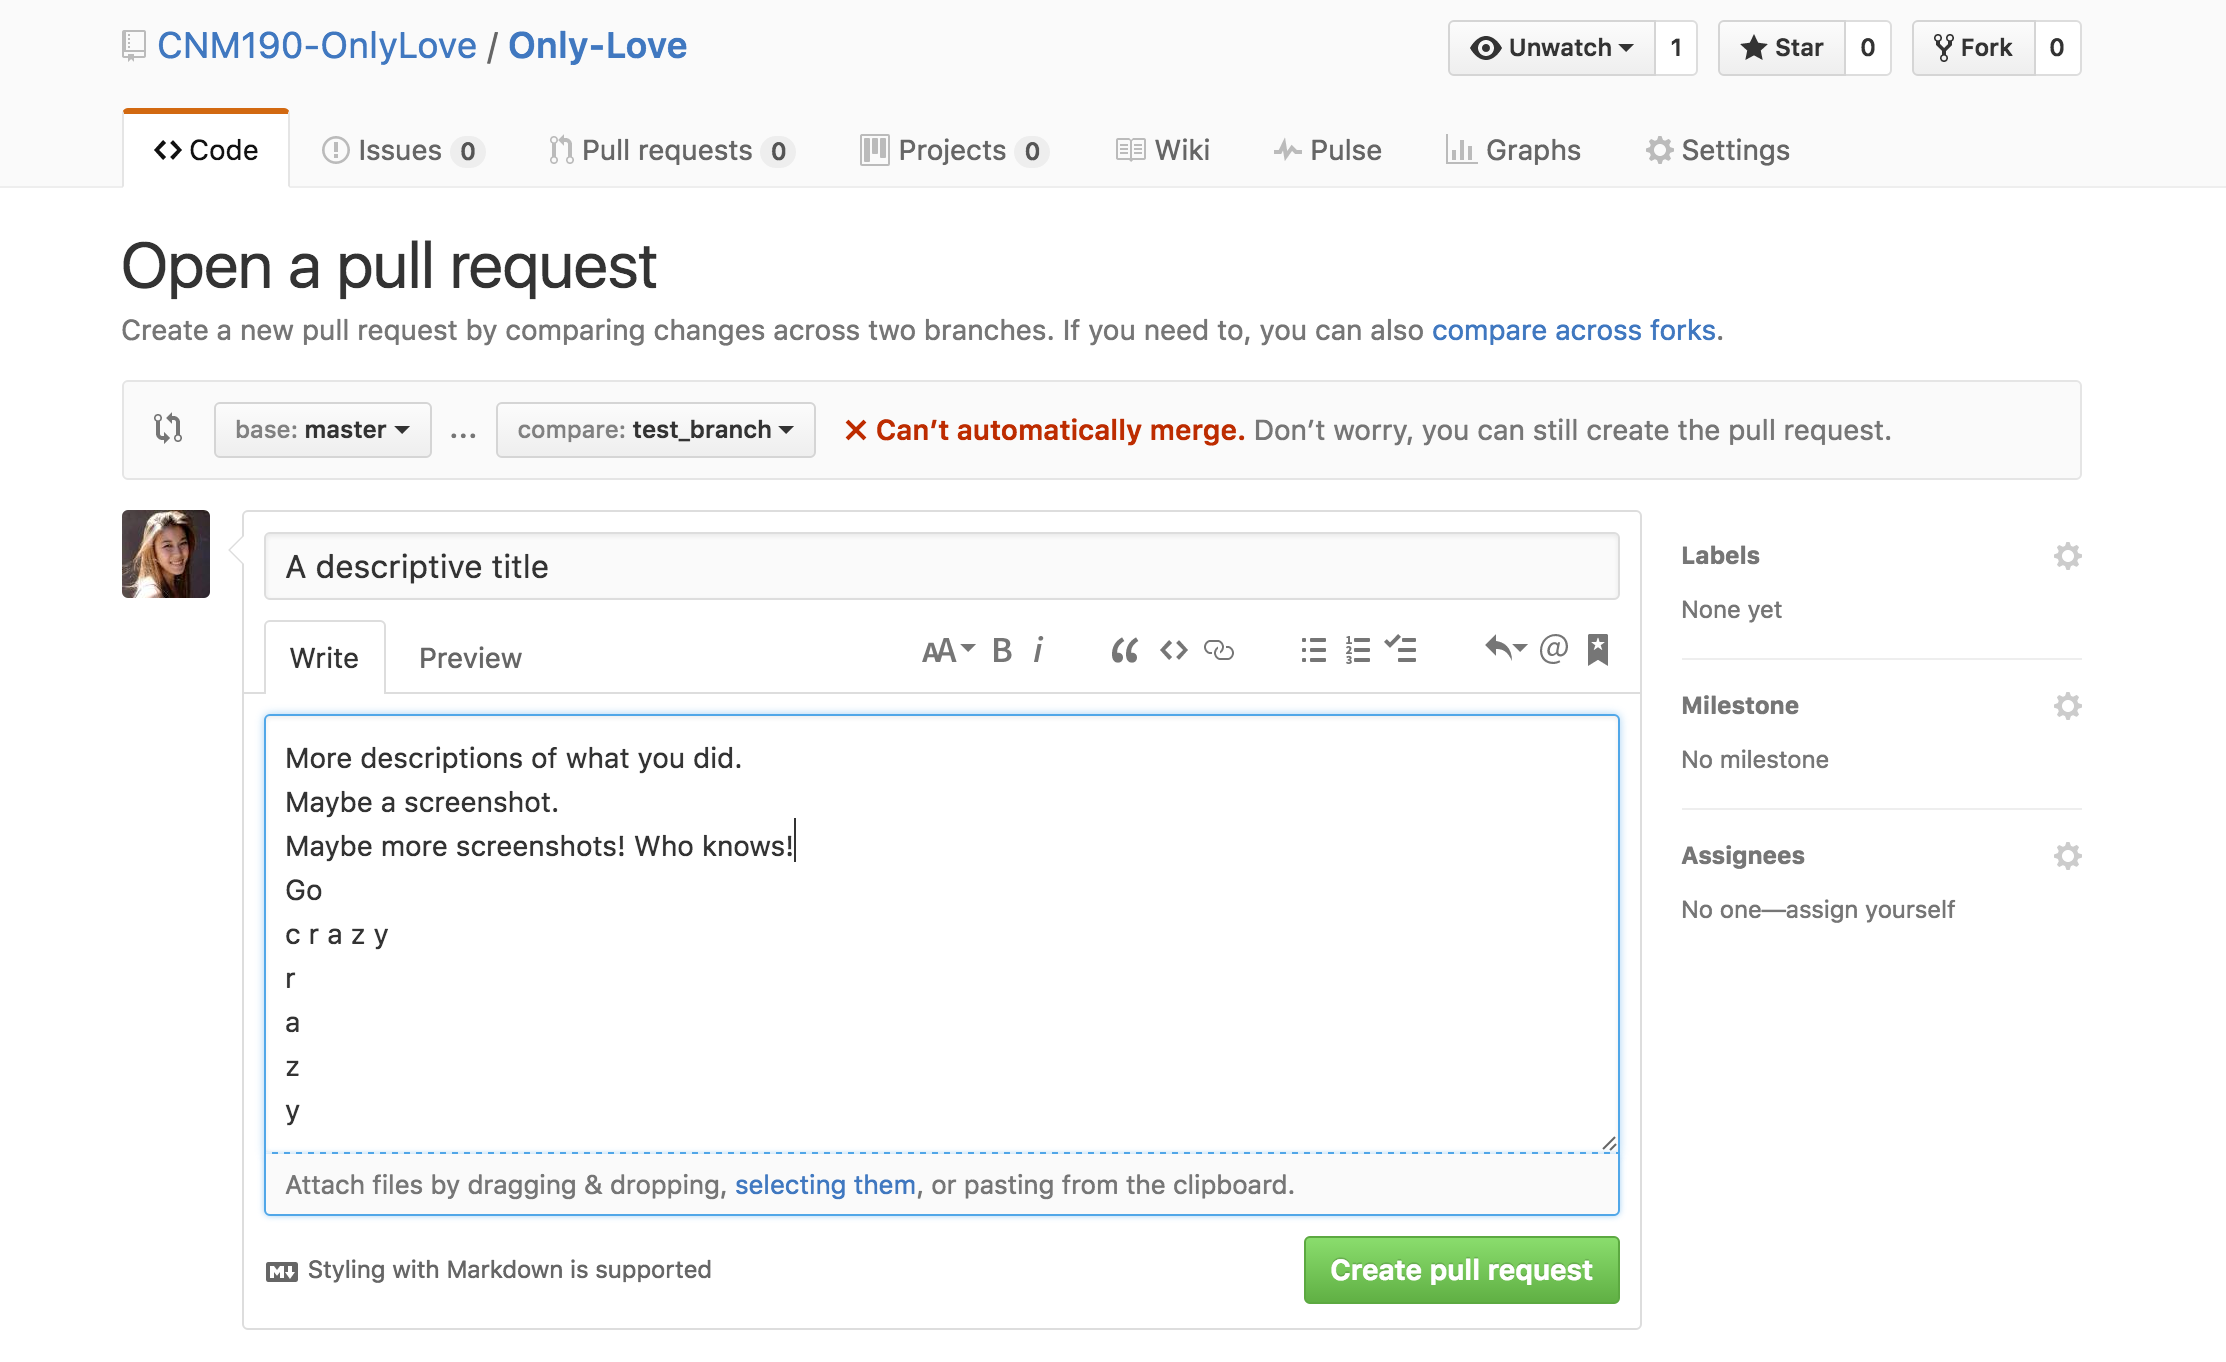 CNM190-OnlyLove / Only-Love
Unwatch 1 Star 0 Fork 0
Code Issues 0 Pull requests 0 Projects 0 Wiki Pulse Graphs Settings
Open a pull request
Create a new pull request by comparing changes across two branches. If you need to, you can also compare across forks.
base: master ... compare: test_branch Can’t automatically merge. Don’t worry, you can still create the pull request.
A descriptive title
Write Preview AA B i @
More descriptions of what you did.
Maybe a screenshot.
Maybe more screenshots! Who knows!
Go
c r a z y
r
a
z
y
Attach files by dragging & dropping, selecting them, or pasting from the clipboard.
Styling with Markdown is supported
Create pull request
Labels
None yet
Milestone
No milestone
Assignees
No one—assign yourself